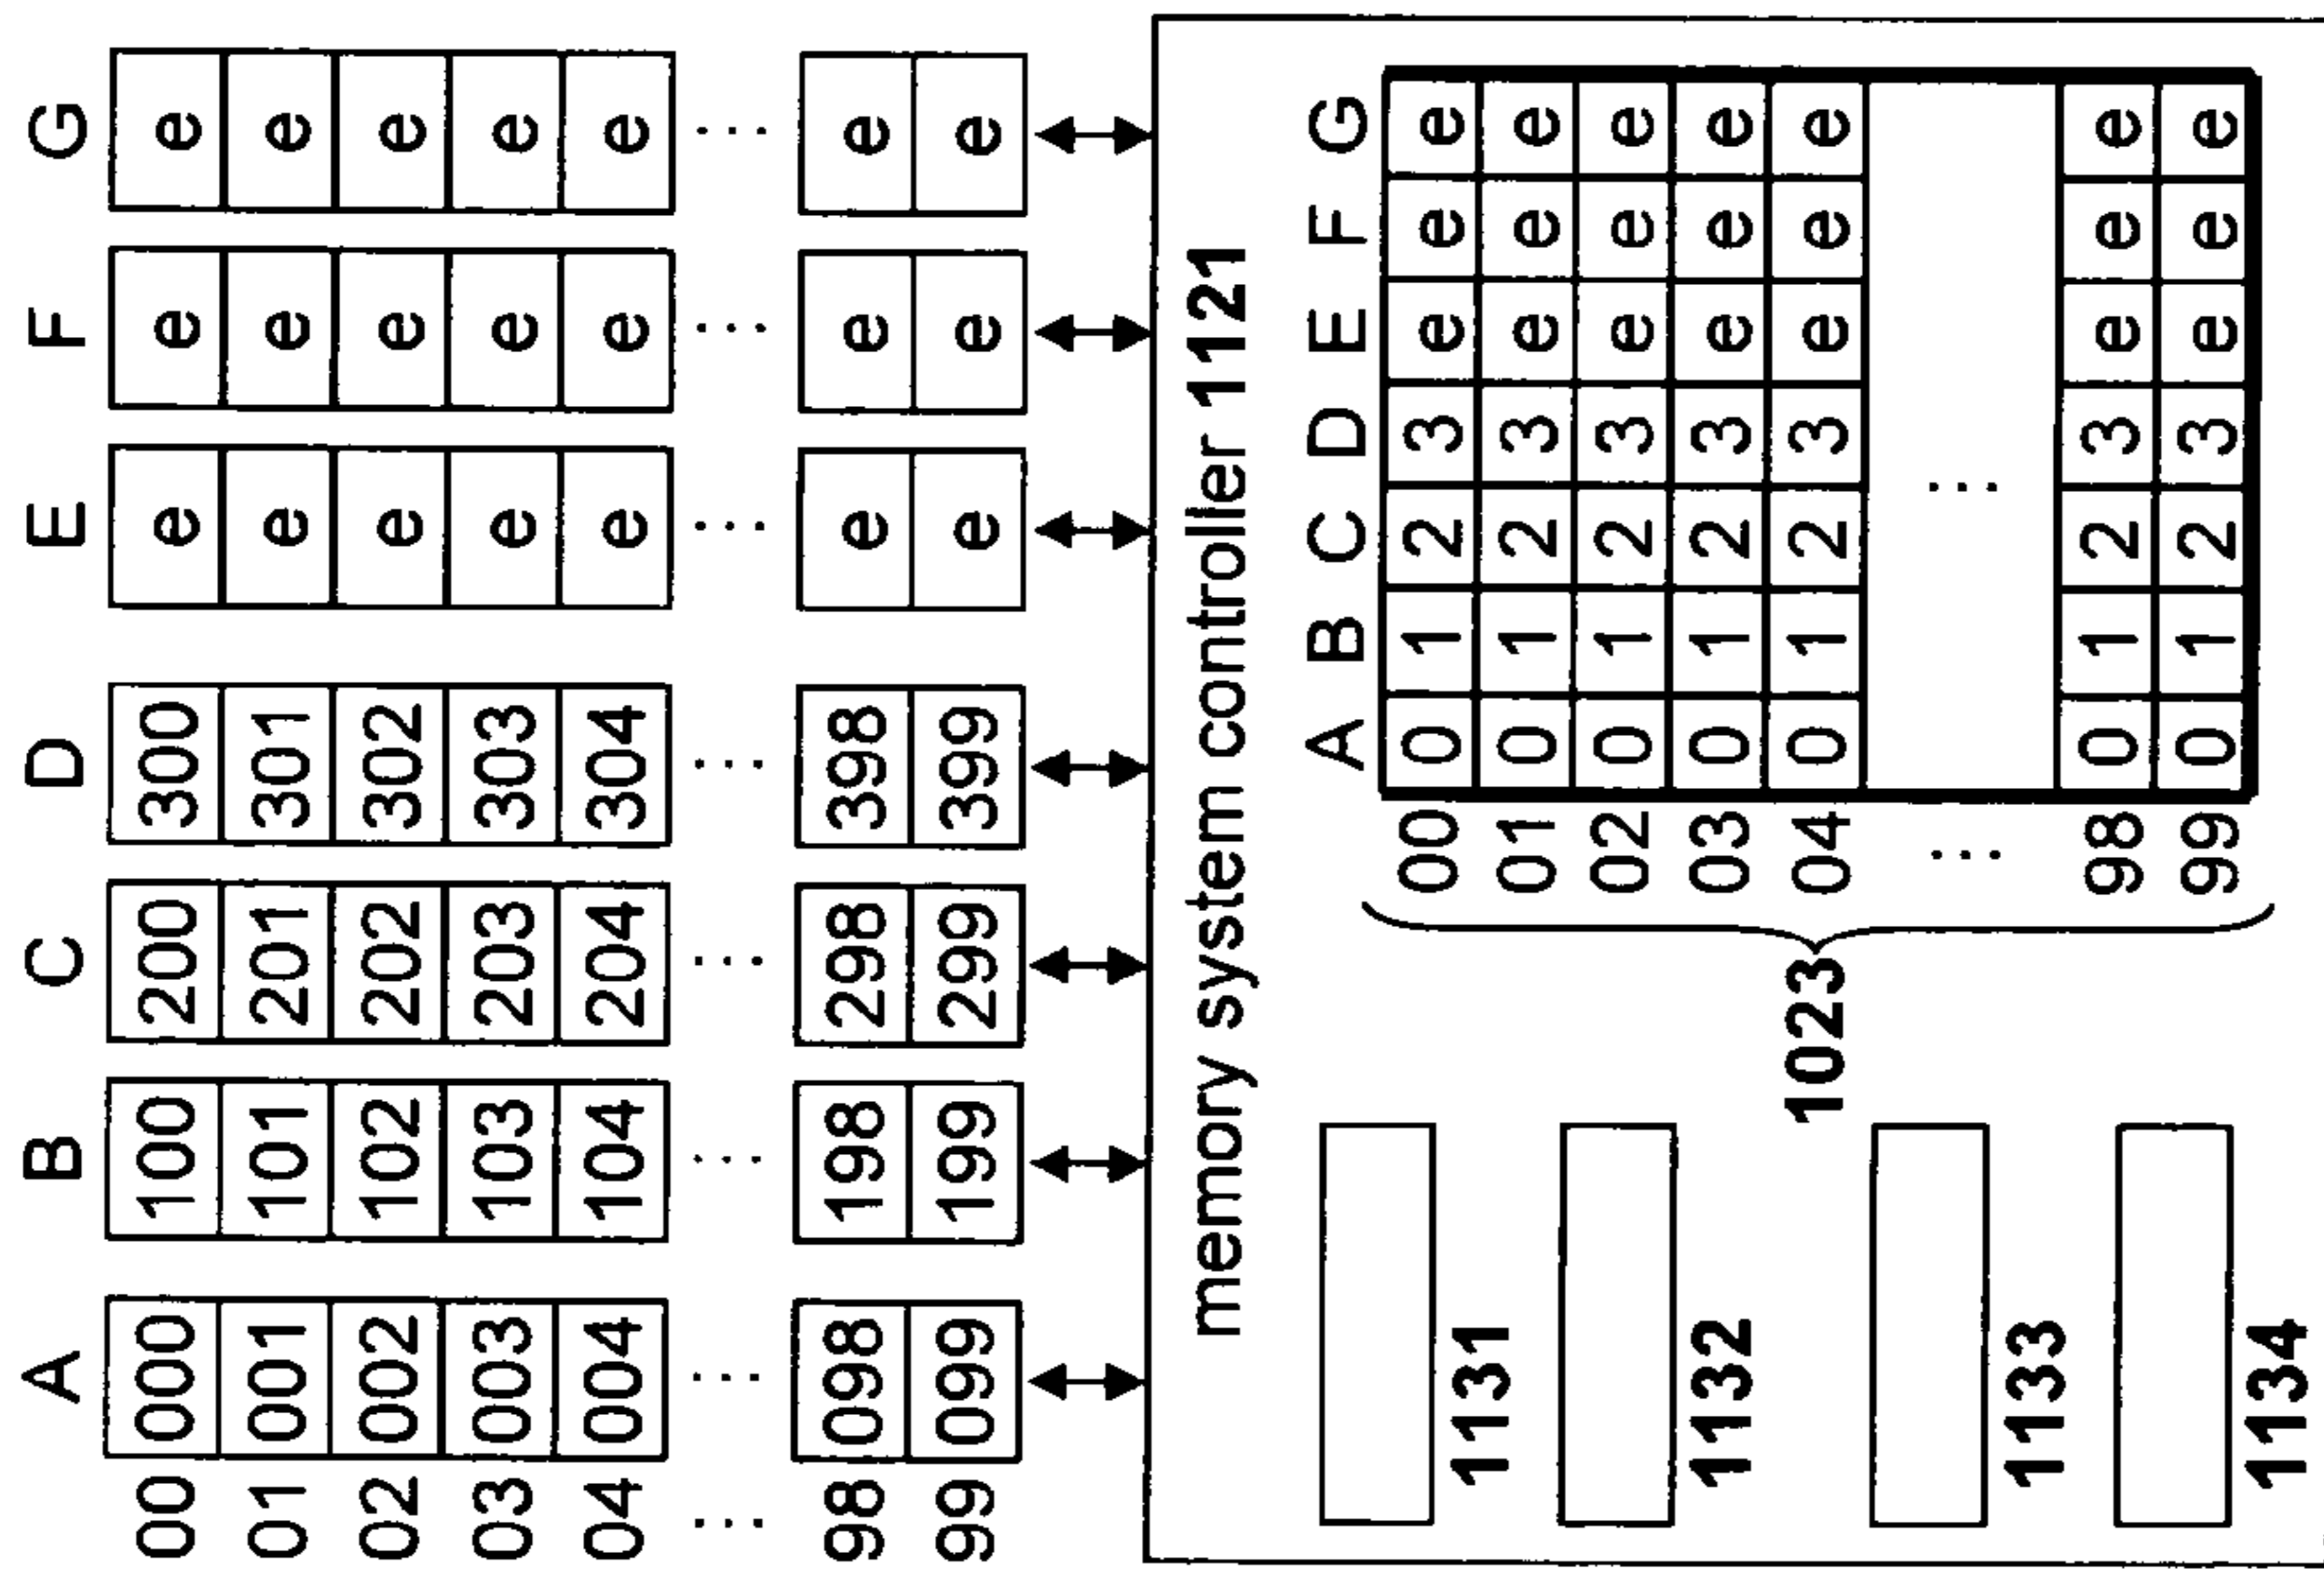 A B C D E F G
00 000 100 200 300 e e e
01 001 101 201 301 e e e
02 002 102 202 302 e e e
03 003 103 203 303 e e e
04 004 104 204 304 e e e
... ... ... ... ... ... ... ...
98 098 198 298 398 e e e
99 099 199 299 399 e e e
memory system controller 1121
A B C D E F G
00 0 1 2 3 e e e
01 0 1 2 3 e e e
02 0 1 2 3 e e e
03 0 1 2 3 e e e
04 0 1 2 3 e e e
... ...
98 0 1 2 3 e e e
99 0 1 2 3 e e e
1023
1131
1132
1133
1134